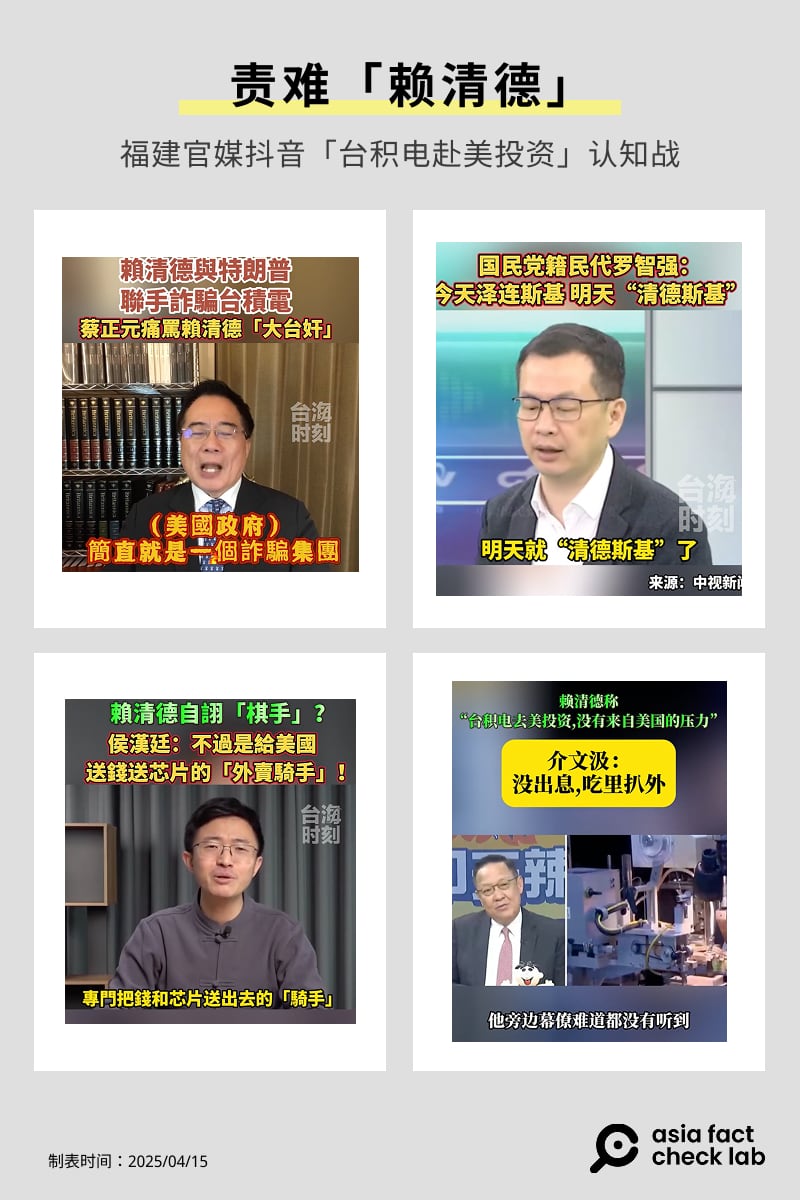 责难「赖清德」
福建官媒抖音「台积电赴美投资」认知战
賴清德與特朗普
聯手詐騙台積電
蔡正元痛罵賴清德「大台奸」
台海
时刻
(美國政府)
簡直就是一個詐騙集團
国民党籍民代罗智强：
今天泽连斯基 明天“清德斯基”
台海
时刻
明天就“清德斯基”了
来源：中视新闻
賴清德自詡「棋手」?
侯漢廷：不過是給美國
送錢送芯片的「外賣騎手」!
台海
时刻
專門把錢和芯片送出去的「騎手」
赖清德称
“台积电去美投资,没有来自美国的压力”
介文汲：
没出息,吃里扒外
辣
他旁边幕僚难道都没有听到
制表时间：2025/04/15
asia fact
check lab